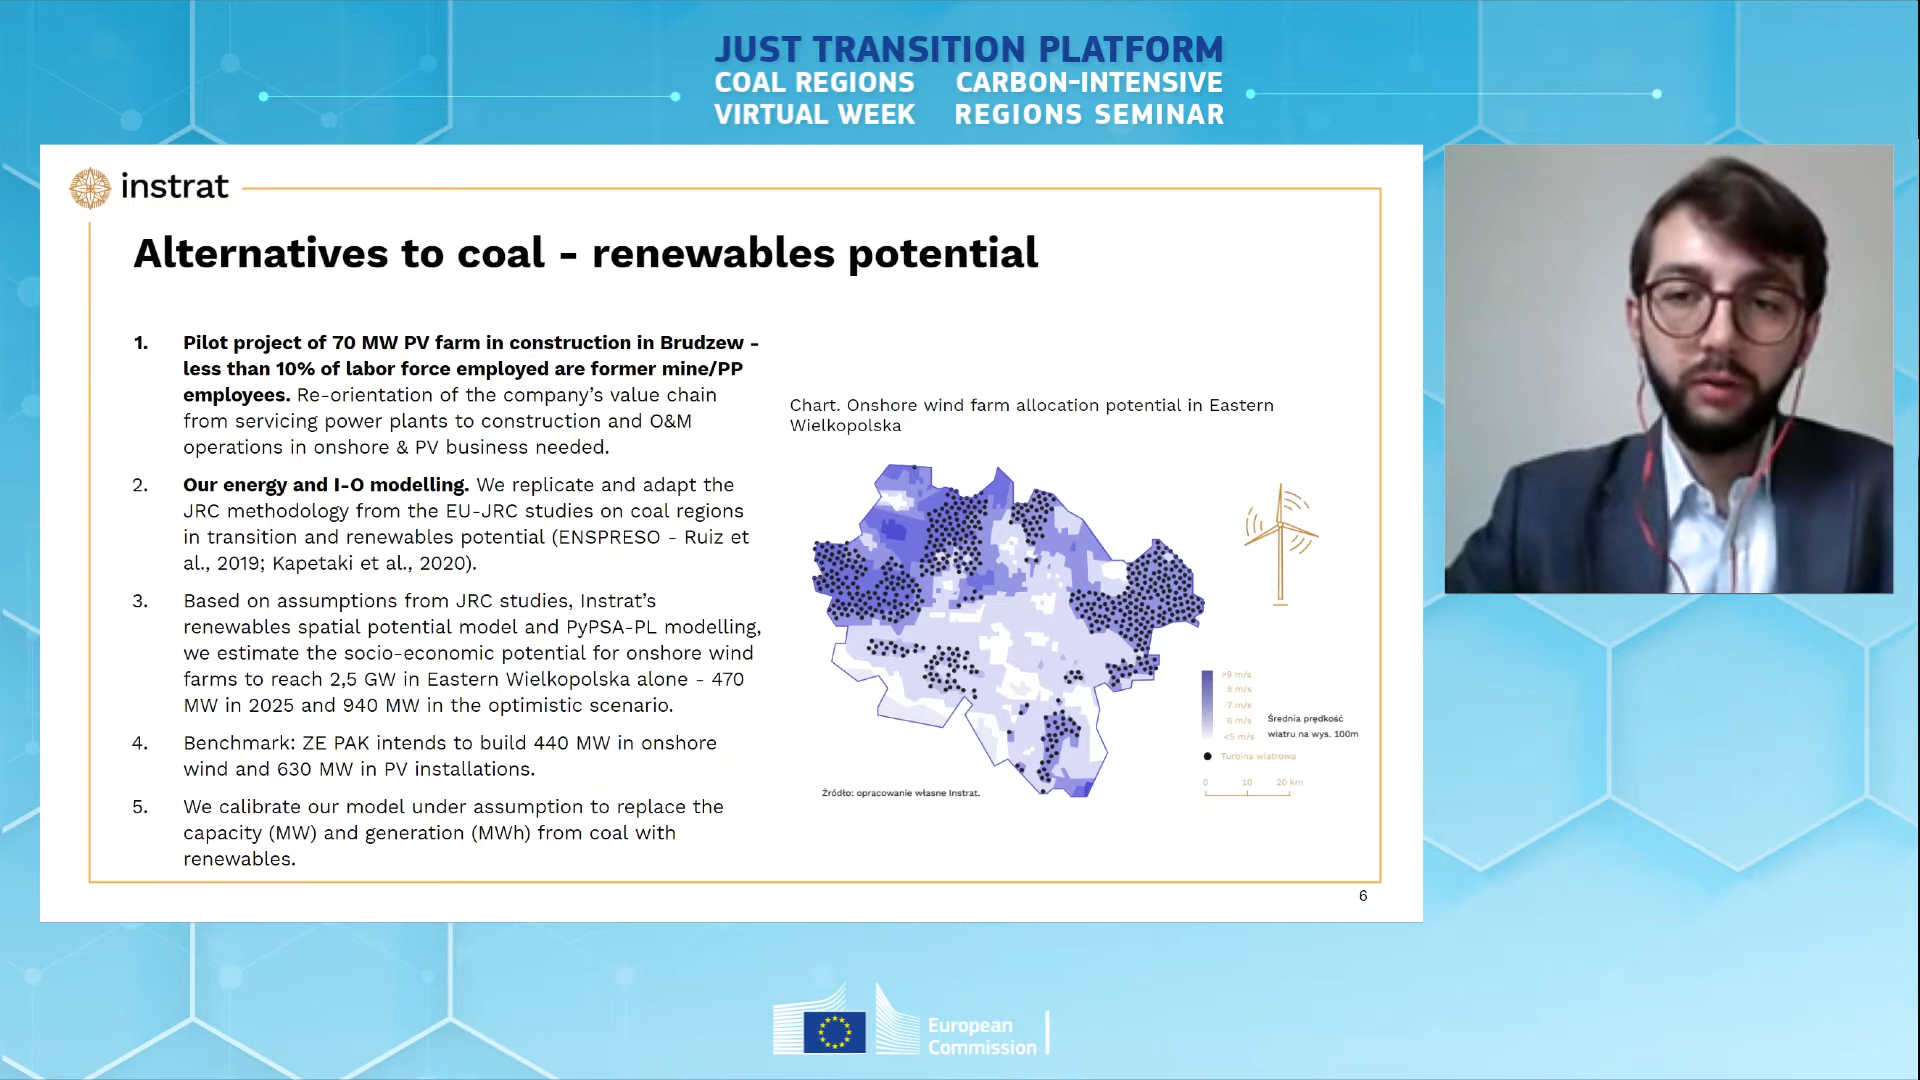 JUST TRANSITION PLATFORM
COAL REGIONS CARBON-INTENSIVE
VIRTUAL WEEK REGIONS SEMINAR
instrat
Alternatives to coal - renewables potential
1. Pilot project of 70 MW PV farm in construction in Brudzew -
less than 10% of labor force employed are former mine/PP
employees. Re-orientation of the company's value chain
from servicing power plants to construction and O&M
operations in onshore & PV business needed.
2. Our energy and I-O modelling. We replicate and adapt the
JRC methodology from the EU-JRC studies on coal regions
in transition and renewables potential (ENSPRESO - Ruiz et
al., 2019; Kapetaki et al., 2020).
3. Based on assumptions from JRC studies, Instrat's
renewables spatial potential model and PyPSA-PL modelling,
we estimate the socio-economic potential for onshore wind
farms to reach 2,5 GW in Eastern Wielkopolska alone - 470
MW in 2025 and 940 MW in the optimistic scenario.
4. Benchmark: ZE PAK intends to build 440 MW in onshore
wind and 630 MW in PV installations.
5. We calibrate our model under assumption to replace the
capacity (MW) and generation (MWh) from coal with
renewables.
Chart. Onshore wind farm allocation potential in Eastern
Wielkopolska
>9 m/s
8 m/s
7 m/s
6 m/s
<5 m/s
Średnia prędkość
wiatru na wys. 100m
Turbina wiatrowa
0 10 20 km
Źródło: opracowanie własne Instrat.
6
European
Commission